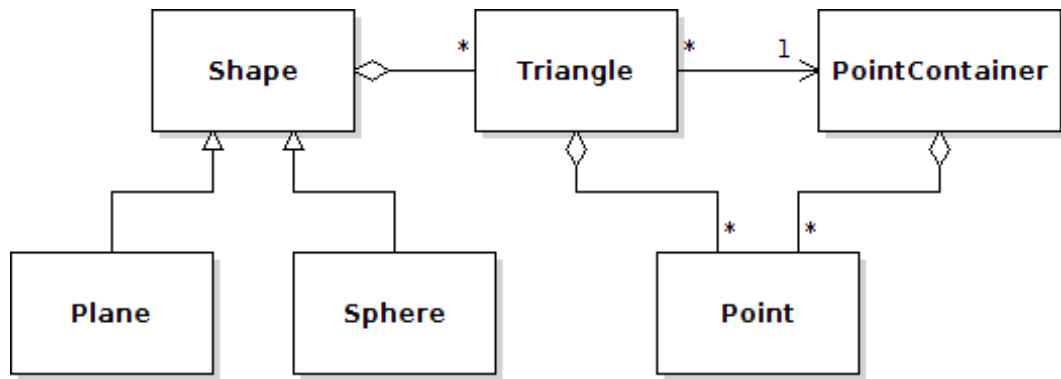 * * 1
Shape Triangle PointContainer
* *
Plane Sphere Point